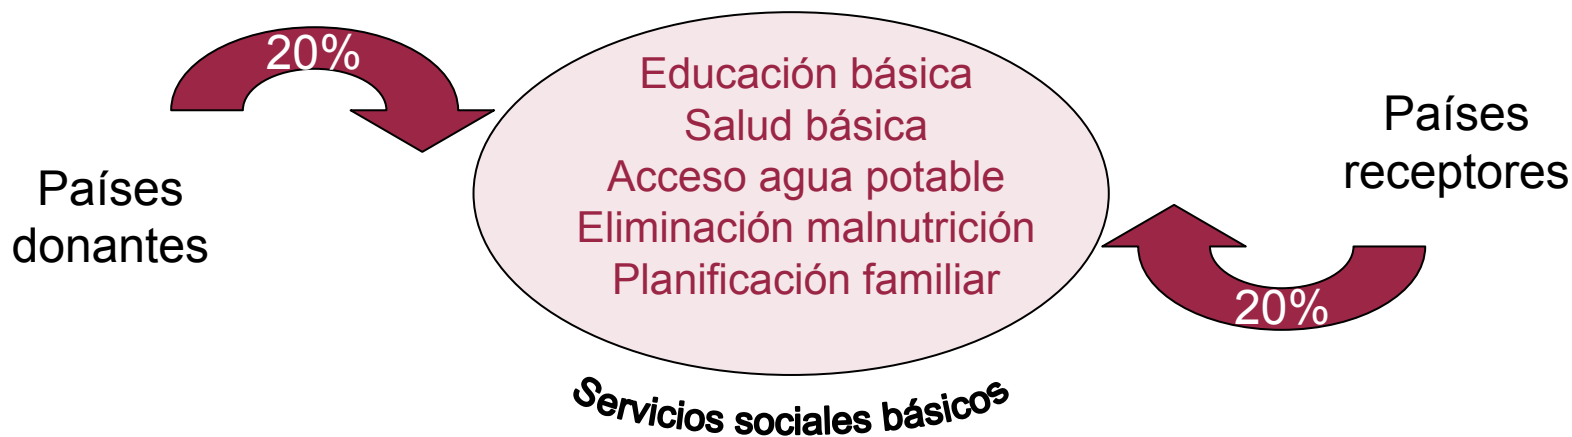 20%
Países
donantes
Educación básica
Salud básica
Acceso agua potable
Eliminación malnutrición
Planificación familiar
Servicios sociales básicos
Países
receptores
20%